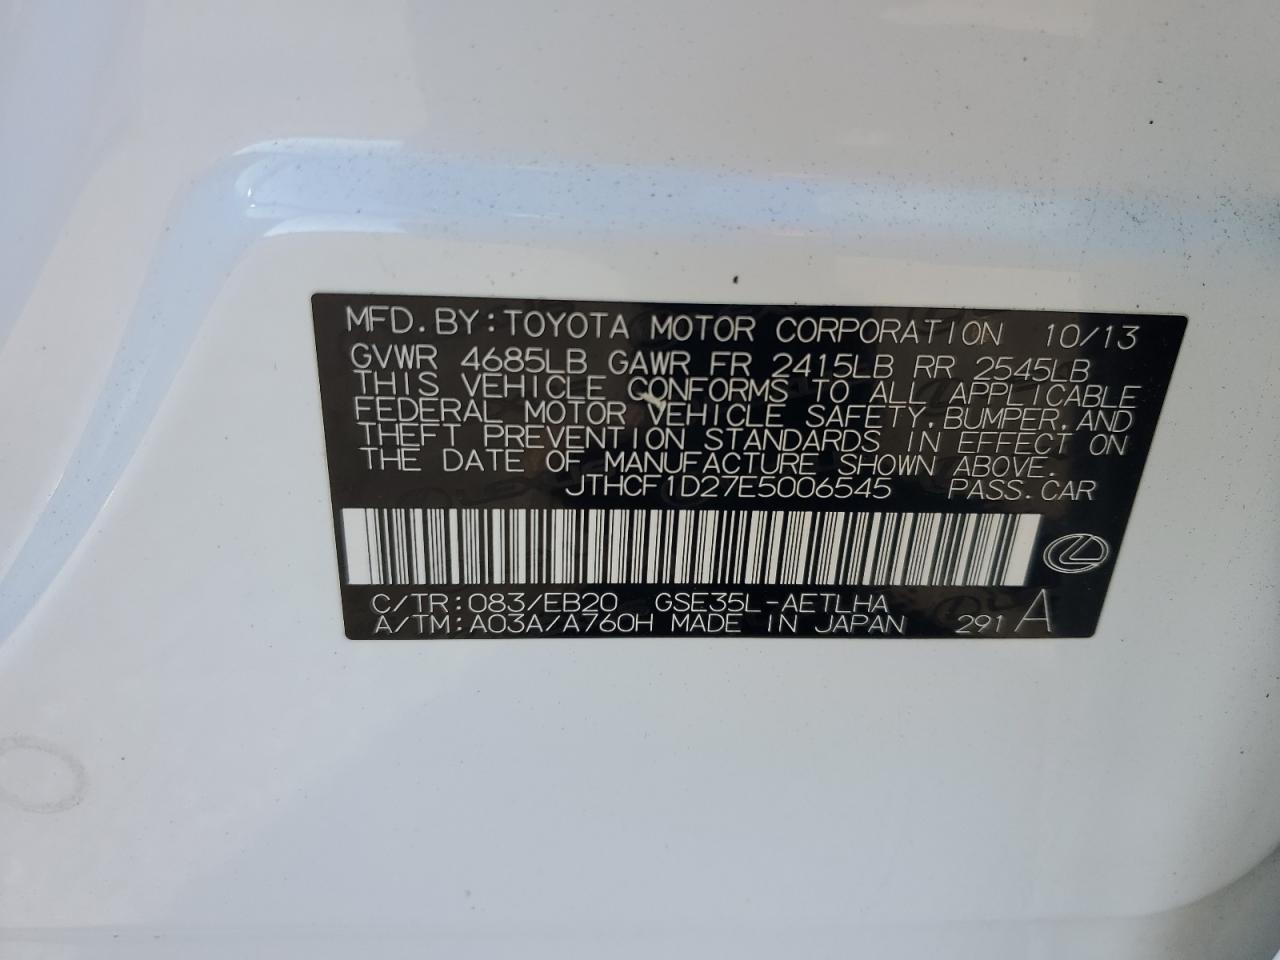 MFD.BY:TOYOTA MOTOR CORPORATION 10/13
GVWR 4685LB GAWR FR 2415LB RR 2545LB
THIS VEHICLE CONFORMS TO ALL APPLICABLE
FEDERAL MOTOR VEHICLE SAFETY,BUMPER,AND
THEFT PREVENTION STANDARDS IN EFFECT ON
THE DATE OF MANUFACTURE SHOWN ABOVE.
JTHCF1D27E5006545 PASS.CAR
C/TR:083/EB20 GSE35L-AETLHA
A/TM:A03A/A760H MADE IN JAPAN 291 A